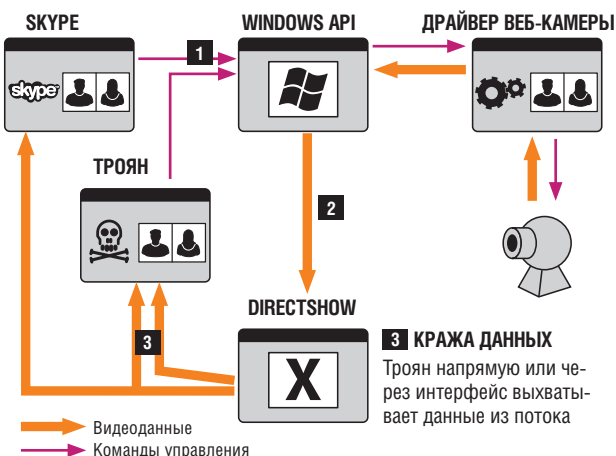 SKYPE
WINDOWS API
ДРАЙВЕР ВЕБ-КАМЕРЫ
1
skype
ТРОЯН
2
DIRECTSHOW
3
X
3 КРАЖА ДАННЫХ
Троян напрямую или че-
рез интерфейс выхваты-
вает данные из потока
Видеоданные
Команды управления